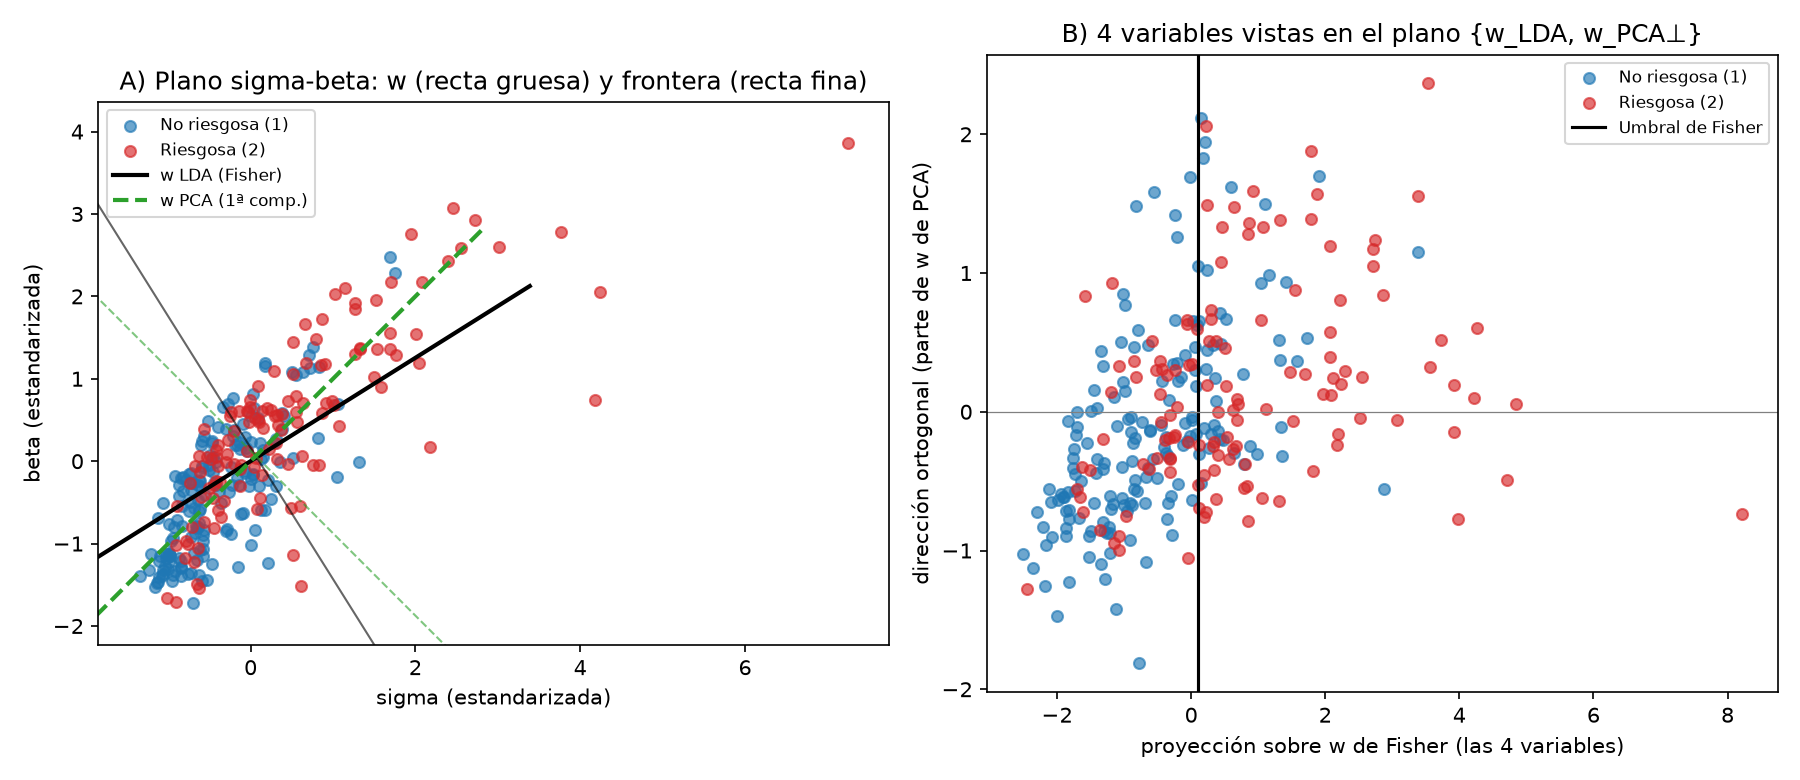 A) Plano sigma-beta: w (recta gruesa) y frontera (recta fina)
No riesgosa (1)
Riesgosa (2)
w LDA (Fisher)
w PCA (1ª comp.)
4
3
2
1
0
−1
−2
beta (estandarizada)
0
2
4
6
sigma (estandarizada)
B) 4 variables vistas en el plano {w_LDA, w_PCA⊥}
No riesgosa (1)
Riesgosa (2)
Umbral de Fisher
2
1
0
−1
−2
dirección ortogonal (parte de w de PCA)
−2
0
2
4
6
8
proyección sobre w de Fisher (las 4 variables)